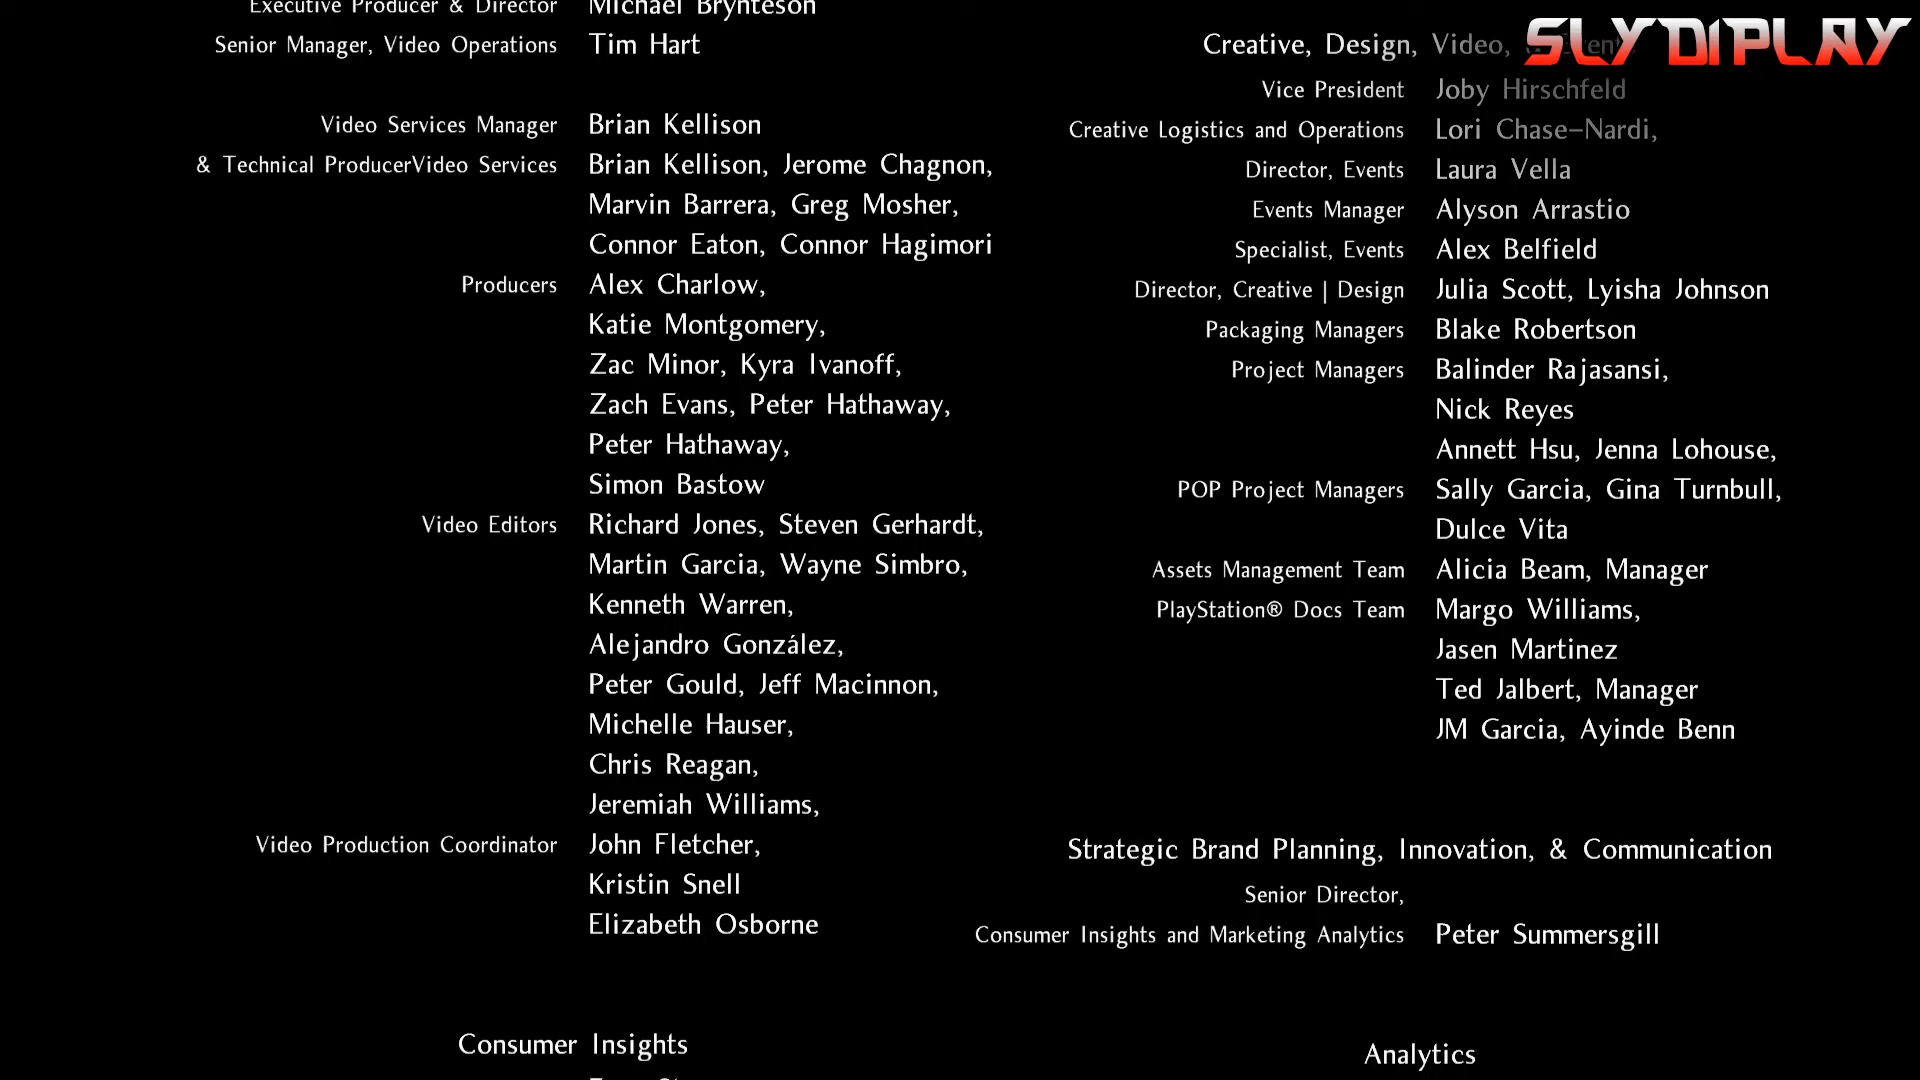 Executive Producer & Director Michael Brynteson
Senior Manager, Video Operations Tim Hart
Video Services Manager Brian Kellison
& Technical ProducerVideo Services Brian Kellison, Jerome Chagnon,
Marvin Barrera, Greg Mosher,
Connor Eaton, Connor Hagimori
Producers Alex Charlow,
Katie Montgomery,
Zac Minor, Kyra Ivanoff,
Zach Evans, Peter Hathaway,
Peter Hathaway,
Simon Bastow
Video Editors Richard Jones, Steven Gerhardt,
Martin Garcia, Wayne Simbro,
Kenneth Warren,
Alejandro González,
Peter Gould, Jeff Macinnon,
Michelle Hauser,
Chris Reagan,
Jeremiah Williams,
Video Production Coordinator John Fletcher,
Kristin Snell
Elizabeth Osborne
Consumer Insights
SLYDIPLAY
Creative, Design, Video,
Vice President Joby Hirschfeld
Creative Logistics and Operations Lori Chase-Nardi,
Director, Events Laura Vella
Events Manager Alyson Arrastio
Specialist, Events Alex Belfield
Director, Creative | Design Julia Scott, Lyisha Johnson
Packaging Managers Blake Robertson
Project Managers Balinder Rajasansi,
Nick Reyes
Annett Hsu, Jenna Lohouse,
POP Project Managers Sally Garcia, Gina Turnbull,
Dulce Vita
Assets Management Team Alicia Beam, Manager
PlayStation® Docs Team Margo Williams,
Jasen Martinez
Ted Jalbert, Manager
JM Garcia, Ayinde Benn
Strategic Brand Planning, Innovation, & Communication
Senior Director,
Consumer Insights and Marketing Analytics Peter Summersgill
Analytics